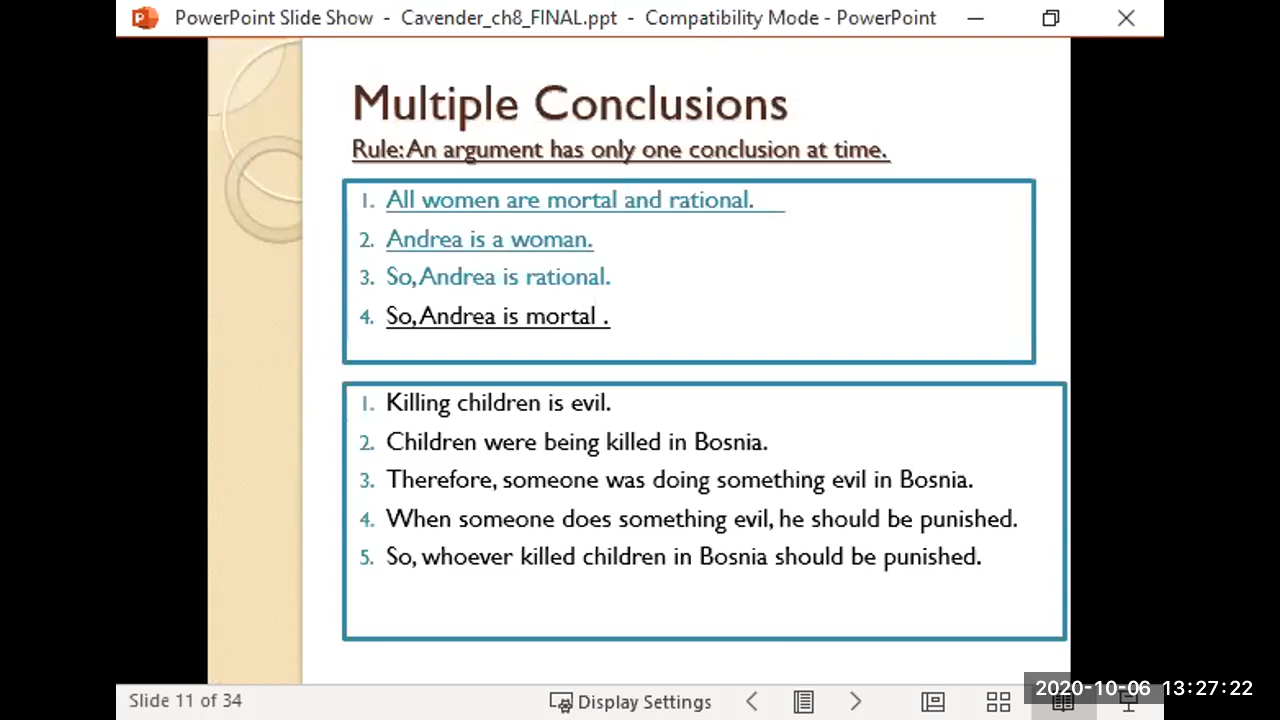 PowerPoint Slide Show - Cavender_ch8_FINAL.ppt - Compatibility Mode - PowerPoint
Multiple Conclusions
Rule: An argument has only one conclusion at time.
1. All women are mortal and rational.
2. Andrea is a woman.
3. So, Andrea is rational.
4. So, Andrea is mortal .
1. Killing children is evil.
2. Children were being killed in Bosnia.
3. Therefore, someone was doing something evil in Bosnia.
4. When someone does something evil, he should be punished.
5. So, whoever killed children in Bosnia should be punished.
Slide 11 of 34 Display Settings
2020-10-06 13:27:22